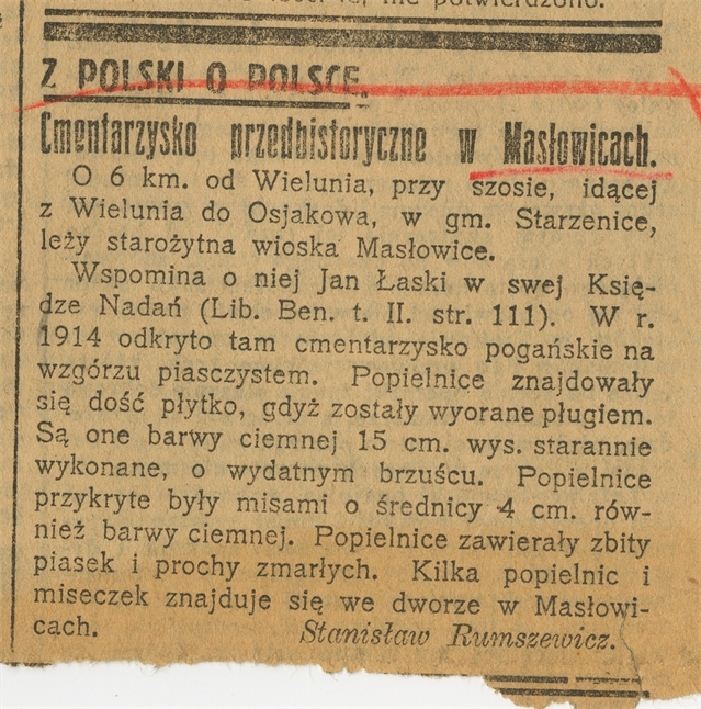 nie potwierdzono.
Z POLSKI O POLSCE.
Cmentarzysko przedhistoryczne w Masłowicach.
O 6 km. od Wielunia, przy szosie, idącej
z Wielunia do Osjakowa, w gm. Starzenice,
leży starożytna wioska Masłowice.
Wspomina o niej Jan Łaski w swej Księ-
dze Nadań (Lib. Ben. t. II. str. 111). W r.
1914 odkryto tam cmentarzysko pogańskie na
wzgórzu piasczystem. Popielnice znajdowały
się dość płytko, gdyż zostały wyorane pługiem.
Są one barwy ciemnej 15 cm. wys. starannie
wykonane, o wydatnym brzuścu. Popielnice
przykryte były misami o średnicy 4 cm. rów-
nież barwy ciemnej. Popielnice zawierały zbity
piasek i prochy zmarłych. Kilka popielnic i
miseczek znajduje się we dworze w Masłowi-
cach. Stanisław Rumszewicz.